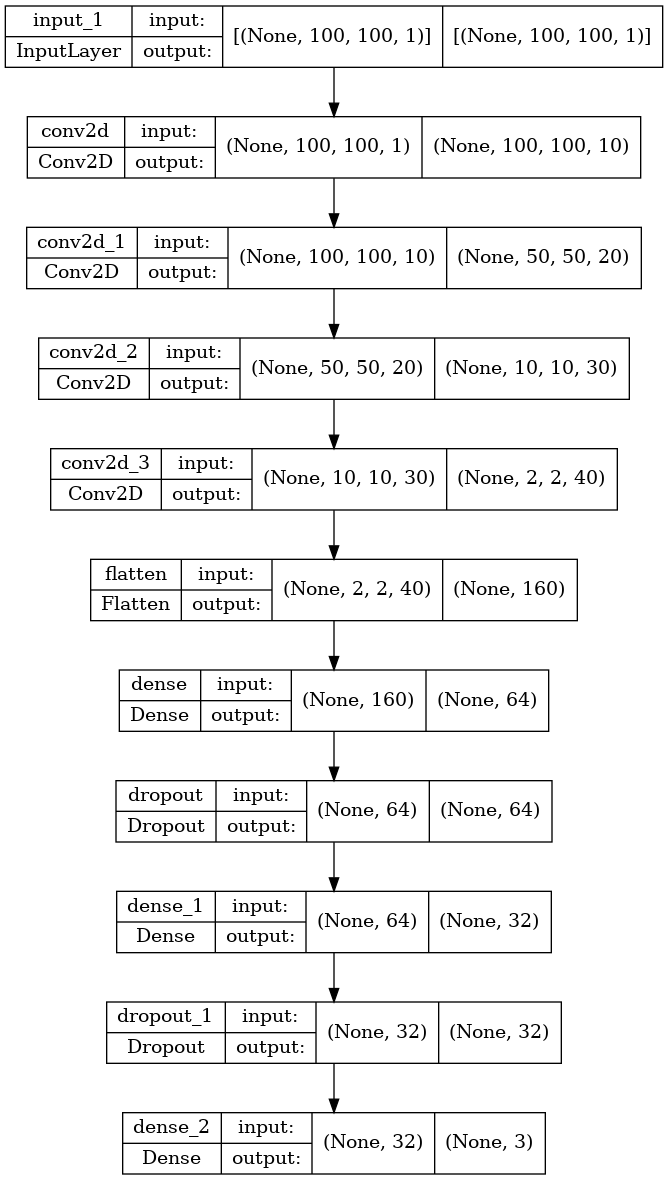 input_1 input: [(None, 100, 100, 1)] [(None, 100, 100, 1)]
InputLayer output:
conv2d input: (None, 100, 100, 1) (None, 100, 100, 10)
Conv2D output:
conv2d_1 input: (None, 100, 100, 10) (None, 50, 50, 20)
Conv2D output:
conv2d_2 input: (None, 50, 50, 20) (None, 10, 10, 30)
Conv2D output:
conv2d_3 input: (None, 10, 10, 30) (None, 2, 2, 40)
Conv2D output:
flatten input: (None, 2, 2, 40) (None, 160)
Flatten output:
dense input: (None, 160) (None, 64)
Dense output:
dropout input: (None, 64) (None, 64)
Dropout output:
dense_1 input: (None, 64) (None, 32)
Dense output:
dropout_1 input: (None, 32) (None, 32)
Dropout output:
dense_2 input: (None, 32) (None, 3)
Dense output: